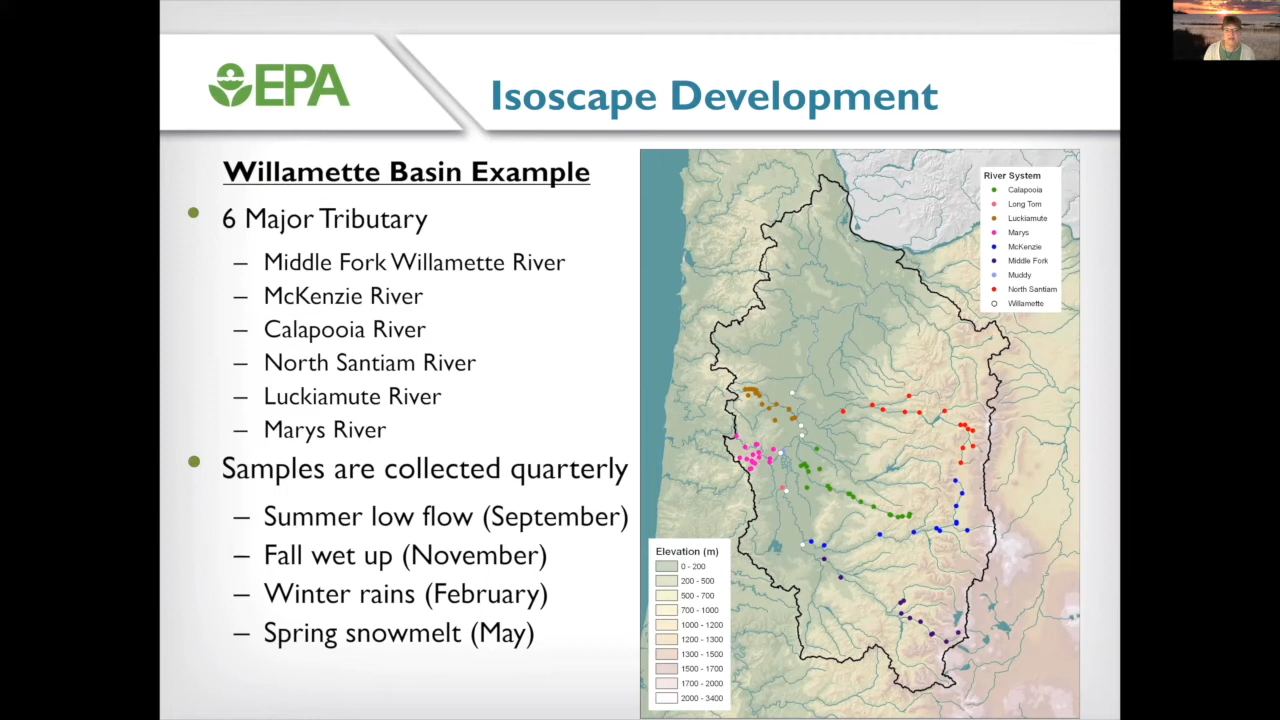 EPA
Isoscape Development
Willamette Basin Example
• 6 Major Tributary
– Middle Fork Willamette River
– McKenzie River
– Calapooia River
– North Santiam River
– Luckiamute River
– Marys River
• Samples are collected quarterly
– Summer low flow (September)
– Fall wet up (November)
– Winter rains (February)
– Spring snowmelt (May)
River System
Calapooia
Long Tom
Luckiamute
Marys
McKenzie
Middle Fork
Muddy
North Santiam
Willamette
Elevation (m)
0 - 200
200 - 500
500 - 700
700 - 1000
1000 - 1200
1200 - 1300
1300 - 1500
1500 - 1700
1700 - 2000
2000 - 3400